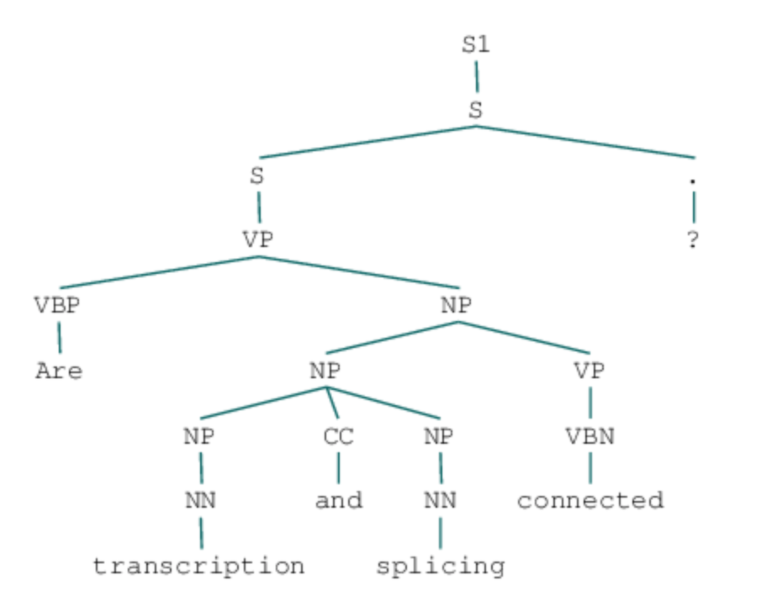 S1
S
S .
VP ?
VBP NP
Are NP VP
NP CC NP VBN
NN and NN connected
transcription splicing